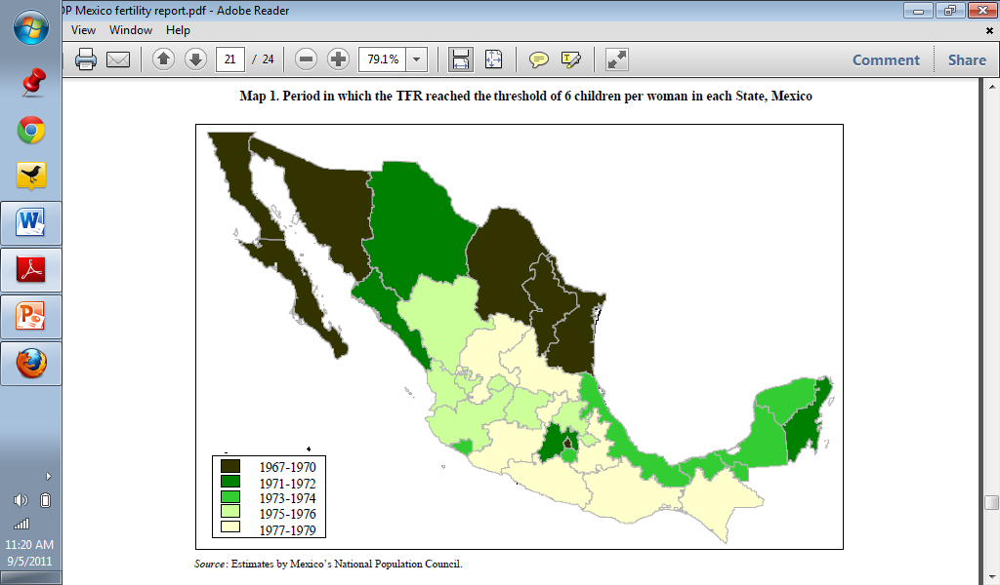 DP Mexico fertility report.pdf - Adobe Reader
View Window Help
21 / 24 79.1% Comment Share
Map 1. Period in which the TFR reached the threshold of 6 children per woman in each State, Mexico
1967-1970
1971-1972
1973-1974
1975-1976
1977-1979
Source: Estimates by Mexico's National Population Council.
11:20 AM
9/5/2011